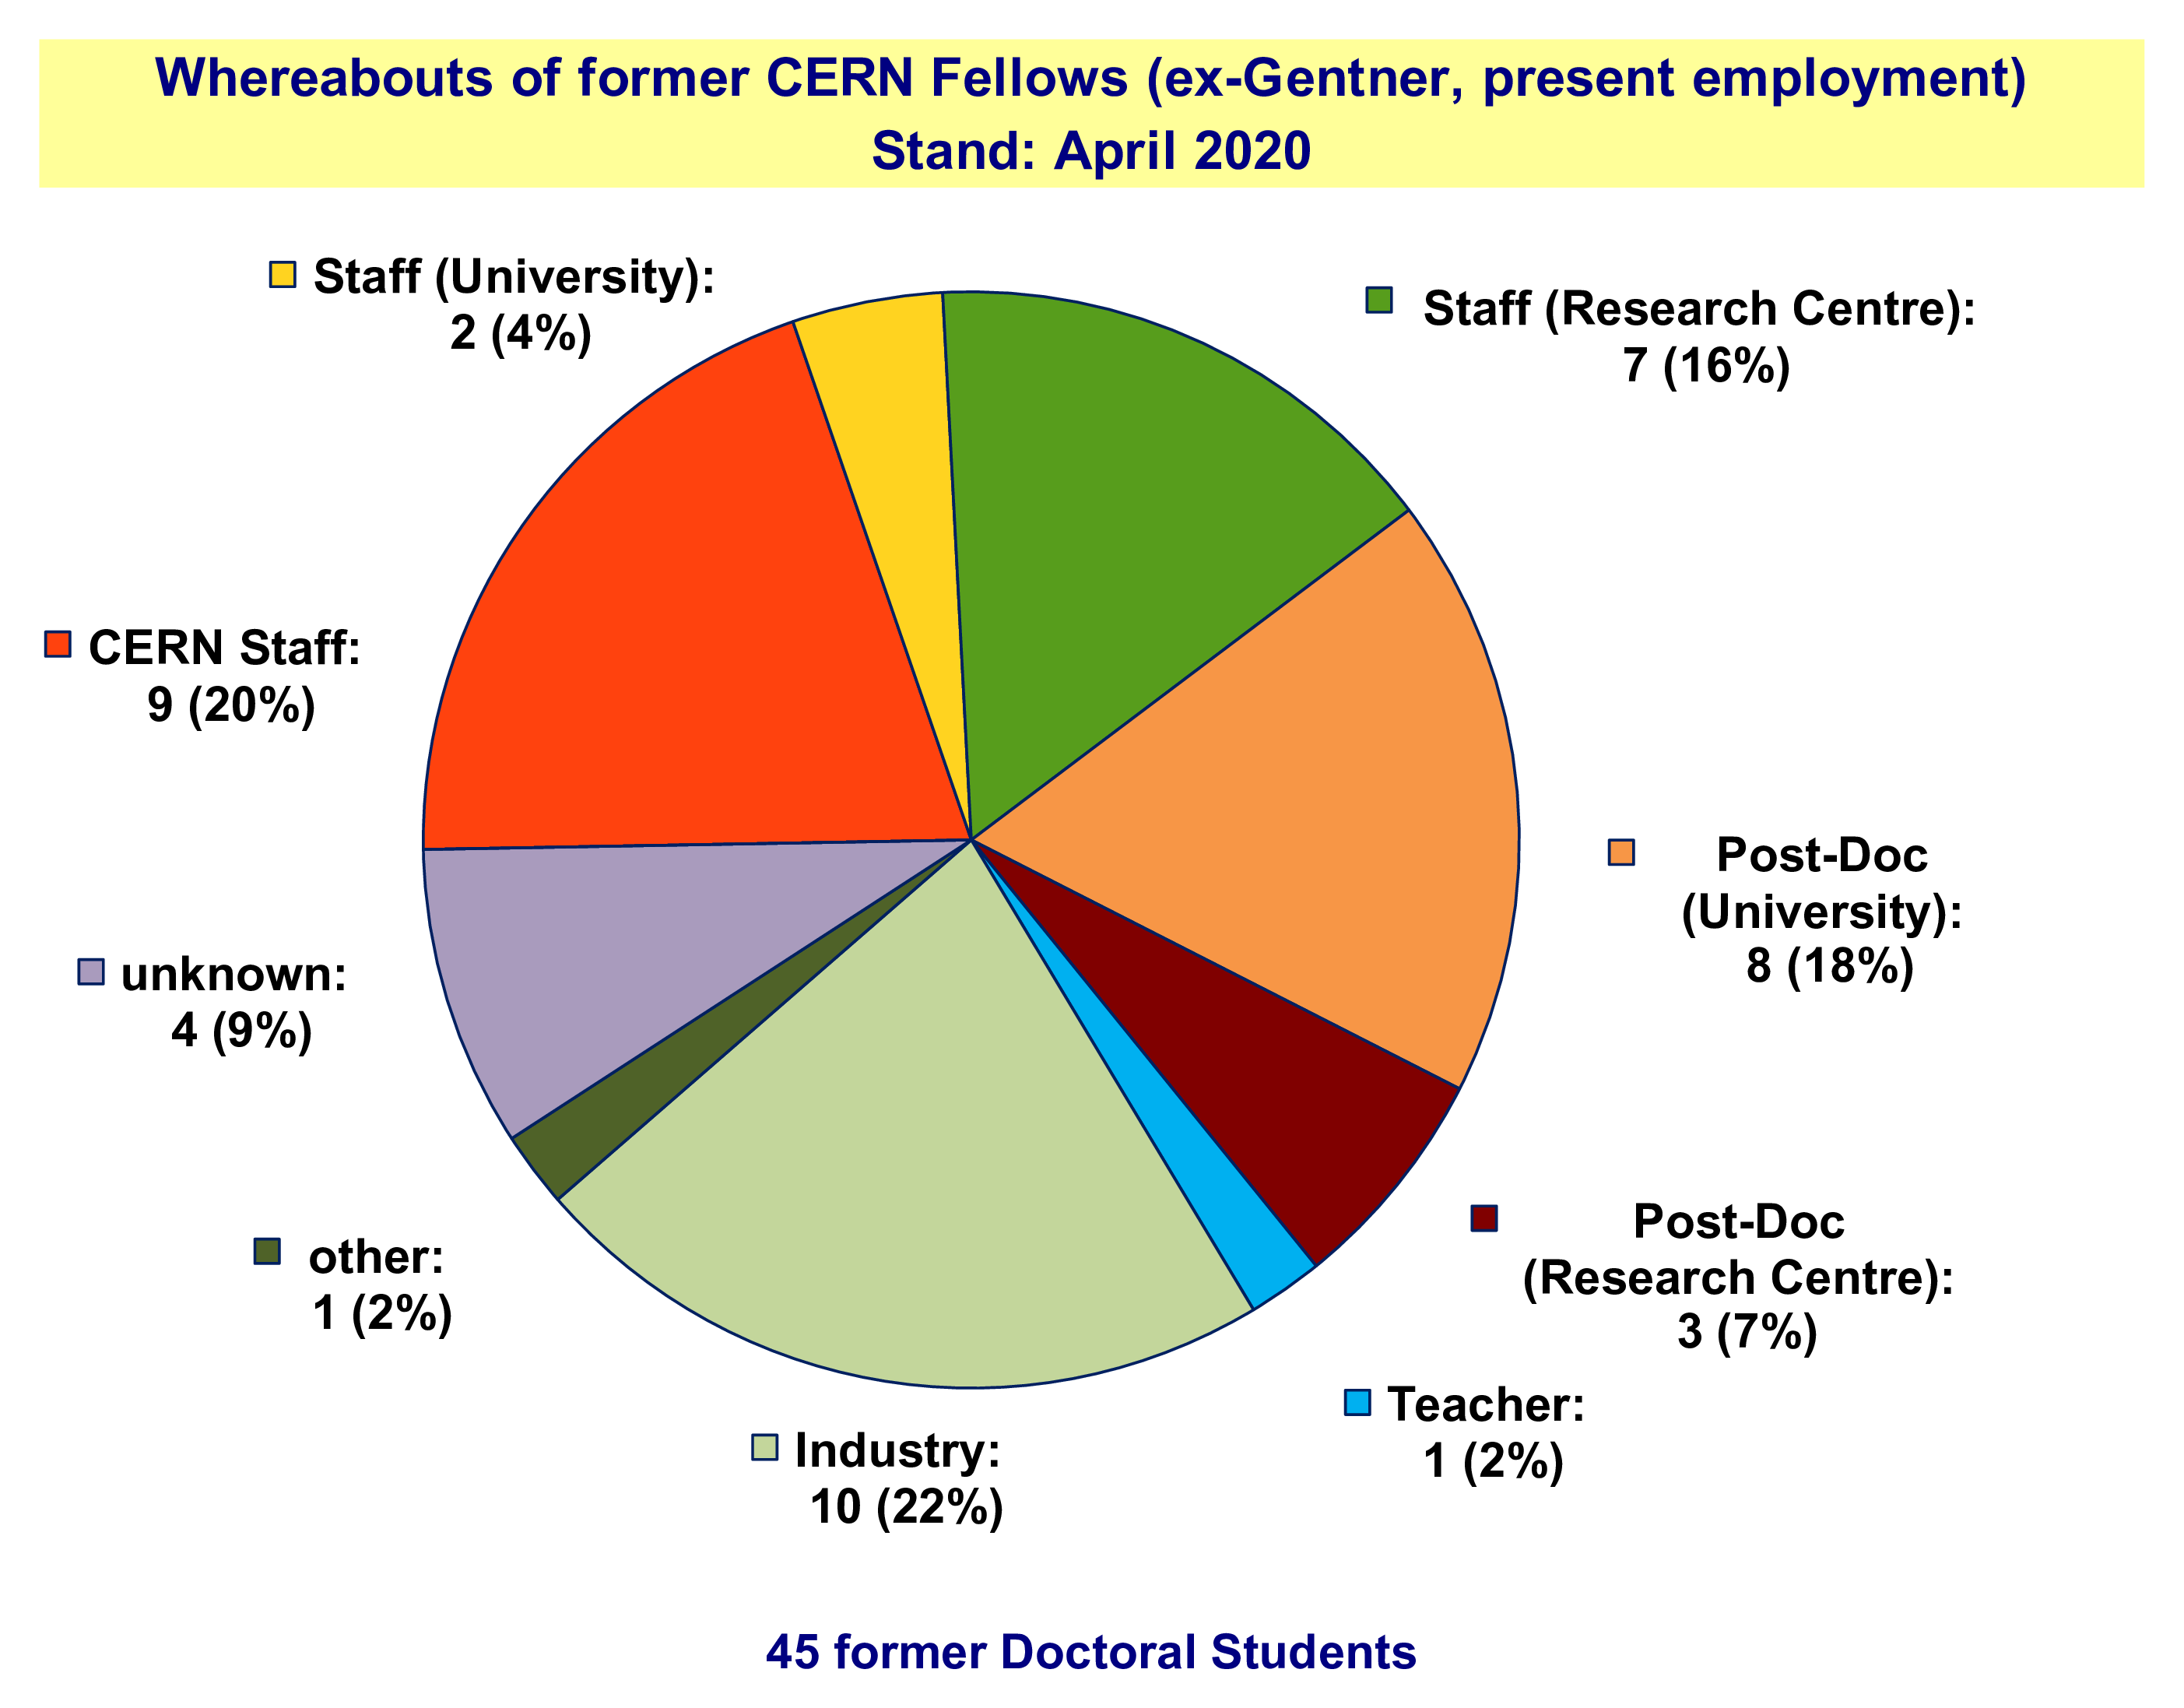 Whereabouts of former CERN Fellows (ex-Gentner, present employment)
Stand: April 2020
Staff (University):
2 (4%)
Staff (Research Centre):
7 (16%)
CERN Staff:
9 (20%)
Post-Doc
(University):
8 (18%)
unknown:
4 (9%)
Post-Doc
(Research Centre):
3 (7%)
other:
1 (2%)
Teacher:
1 (2%)
Industry:
10 (22%)
45 former Doctoral Students